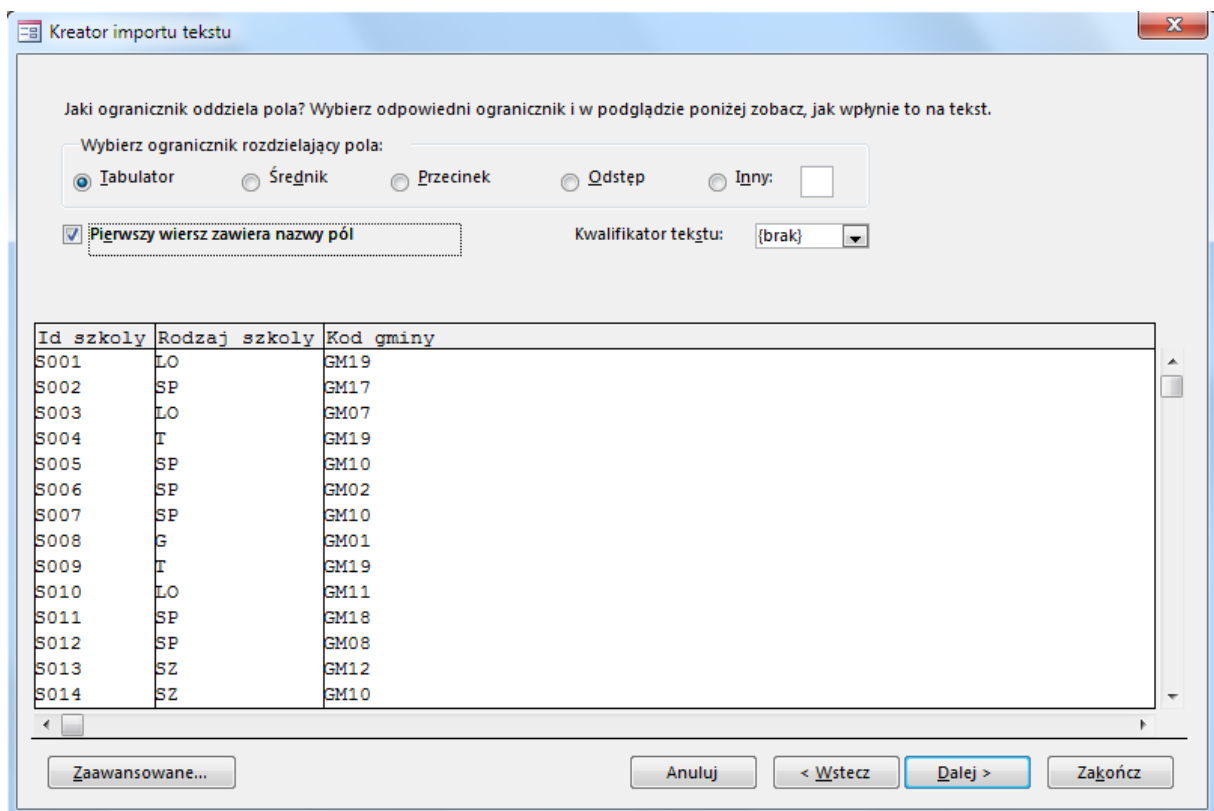 Kreator importu tekstu
Jaki ogranicznik oddziela pola? Wybierz odpowiedni ogranicznik i w podglądzie poniżej zobacz, jak wpłynie to na tekst.
Wybierz ogranicznik rozdzielający pola:
Tabulator Średnik Przecinek Odstęp Inny:
Pierwszy wiersz zawiera nazwy pól Kwalifikator tekstu: {brak}
Id szkoly Rodzaj szkoly Kod gminy
S001 LO GM19
S002 SP GM17
S003 LO GM07
S004 T GM19
S005 SP GM10
S006 SP GM02
S007 SP GM10
S008 G GM01
S009 T GM19
S010 LO GM11
S011 SP GM18
S012 SP GM08
S013 SZ GM12
S014 SZ GM10
Zaawansowane... Anuluj < Wstecz Dalej > Zakończ